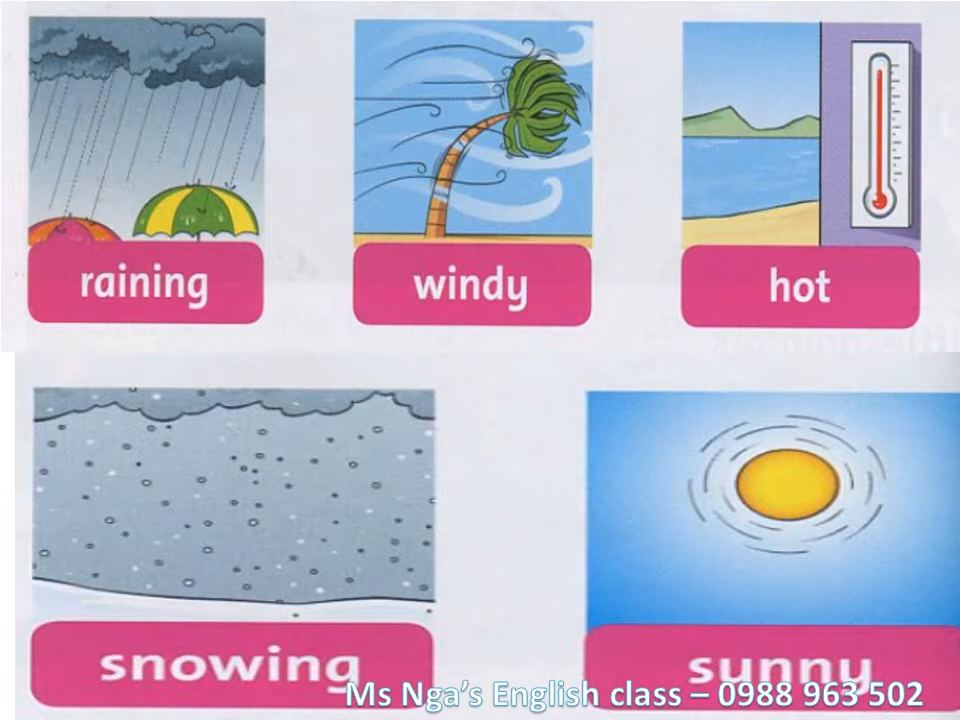 raining
windy
hot
snowing
sunny
Ms Nga's English class – 0988 963 502